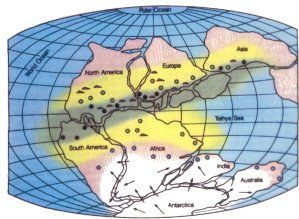 Polar Ocean
World Ocean
Asia
Europe
North America
Tethys Sea
South America
Africa
India
Australia
Antarctica